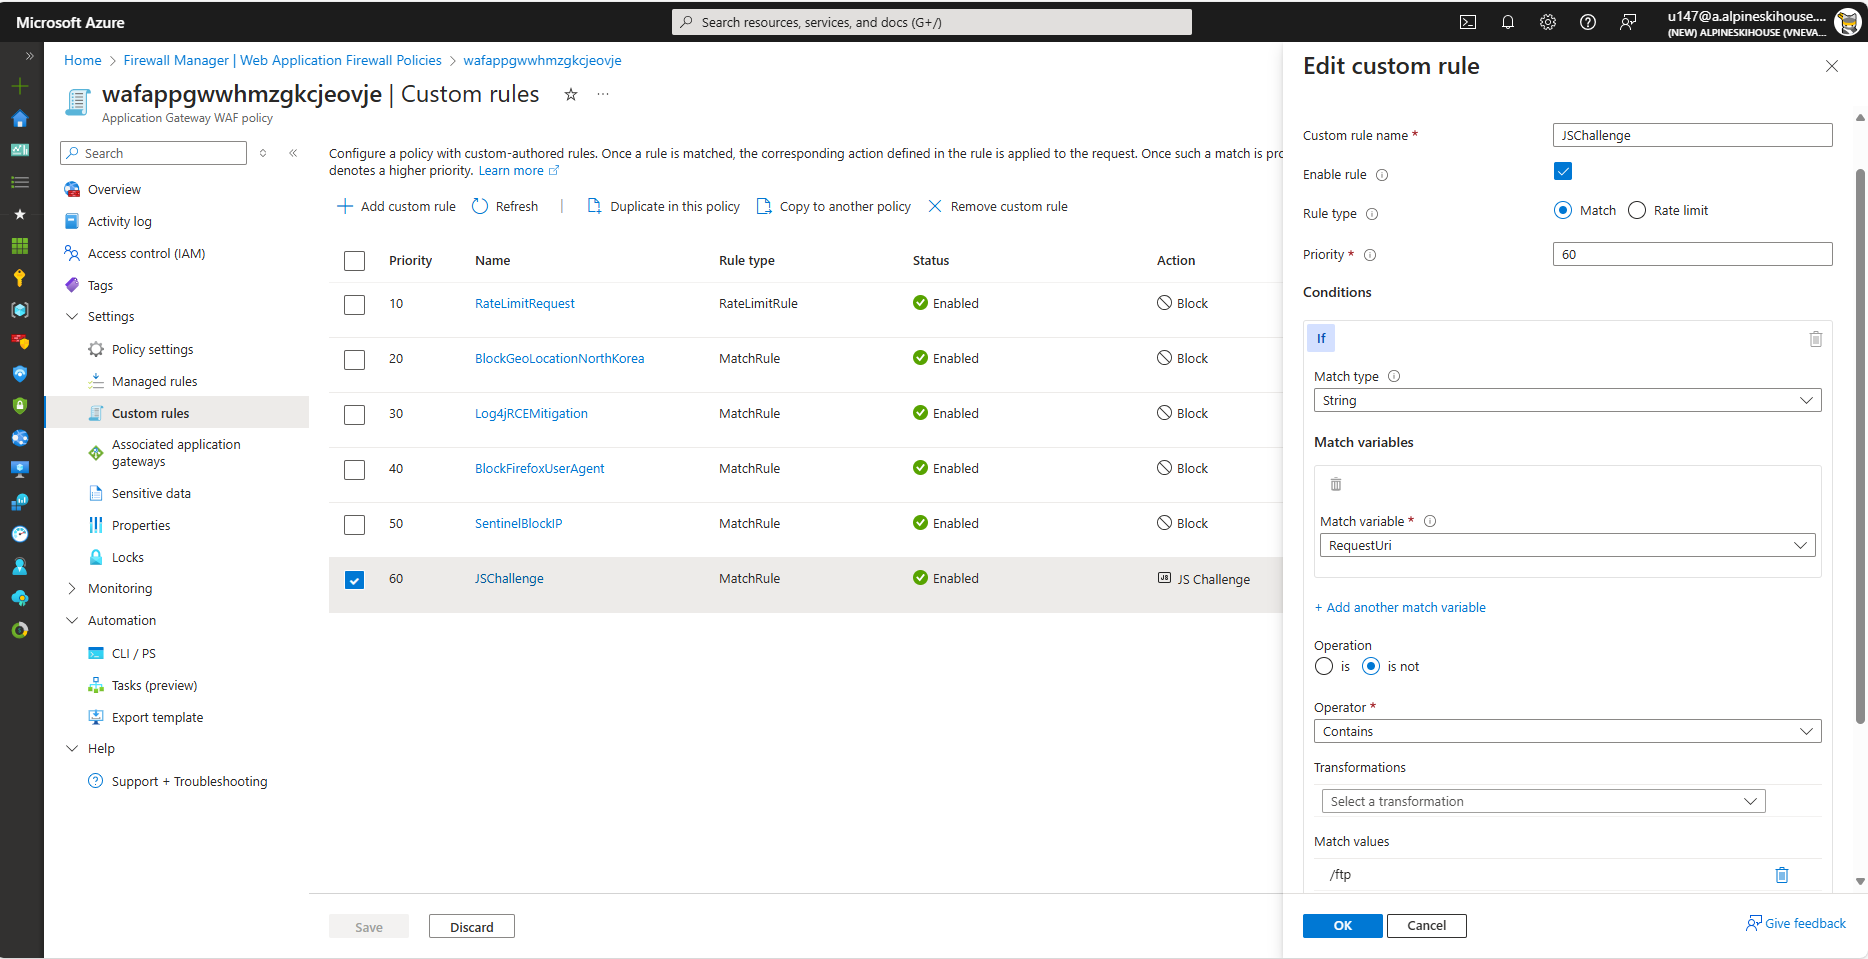 Microsoft Azure
Search resources, services, and docs (G+/)
u147@a.alpineskihouse....
(NEW) ALPINESKIHOUSE (VNEVA...
Home > Firewall Manager | Web Application Firewall Policies > wafappgwwhmzgkcjeovje
wafappgwwhmzgkcjeovje | Custom rules
Application Gateway WAF policy
Search
Overview
Activity log
Access control (IAM)
Tags
Settings
Policy settings
Managed rules
Custom rules
Associated application
gateways
Sensitive data
Properties
Locks
Monitoring
Automation
CLI / PS
Tasks (preview)
Export template
Help
Support + Troubleshooting
Configure a policy with custom-authored rules. Once a rule is matched, the corresponding action defined in the rule is applied to the request. Once such a match is pro
denotes a higher priority. Learn more
Add custom rule Refresh | Duplicate in this policy Copy to another policy Remove custom rule
Priority Name Rule type Status Action
10 RateLimitRequest RateLimitRule Enabled Block
20 BlockGeoLocationNorthKorea MatchRule Enabled Block
30 Log4jRCEMitigation MatchRule Enabled Block
40 BlockFirefoxUserAgent MatchRule Enabled Block
50 SentinelBlockIP MatchRule Enabled Block
60 JSChallenge MatchRule Enabled JS JS Challenge
Save Discard
Edit custom rule
Custom rule name * JSChallenge
Enable rule
Rule type Match Rate limit
Priority * 60
Conditions
If
Match type
String
Match variables
Match variable *
RequestUri
+ Add another match variable
Operation
is is not
Operator *
Contains
Transformations
Select a transformation
Match values
/ftp
OK Cancel Give feedback